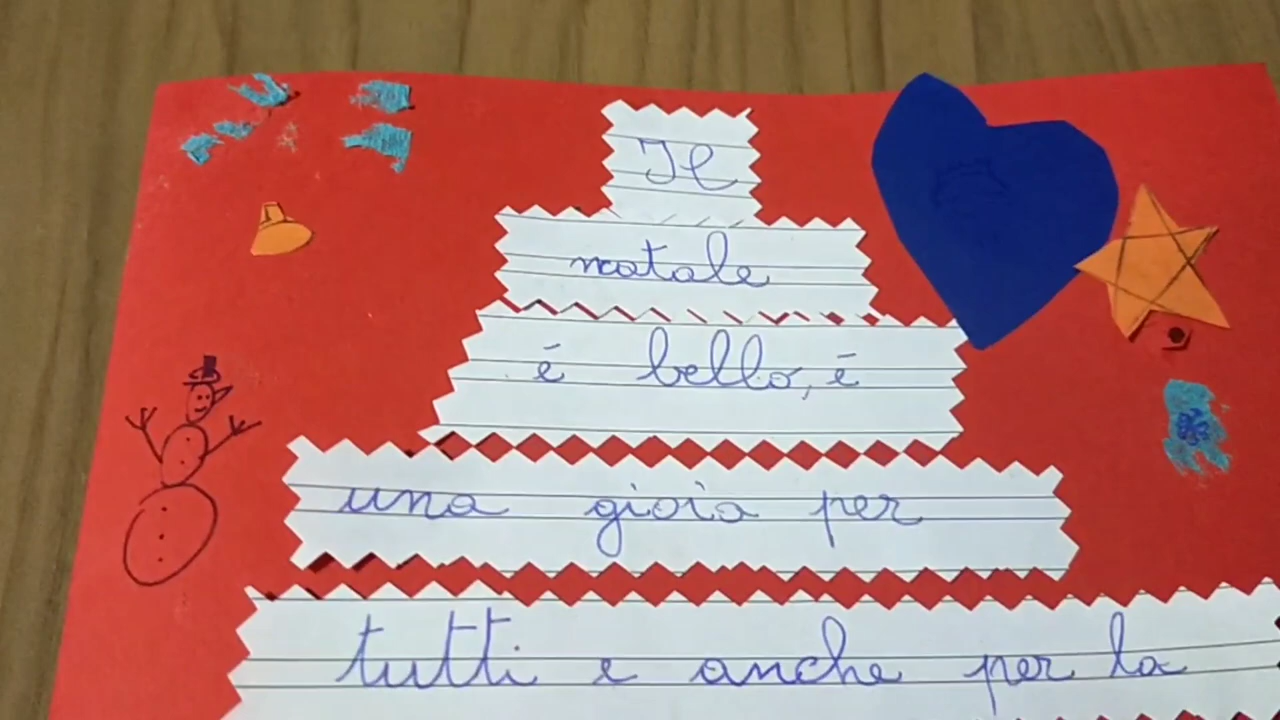 Il
natale
é bello, é
una gioia per
tutti e anche per la